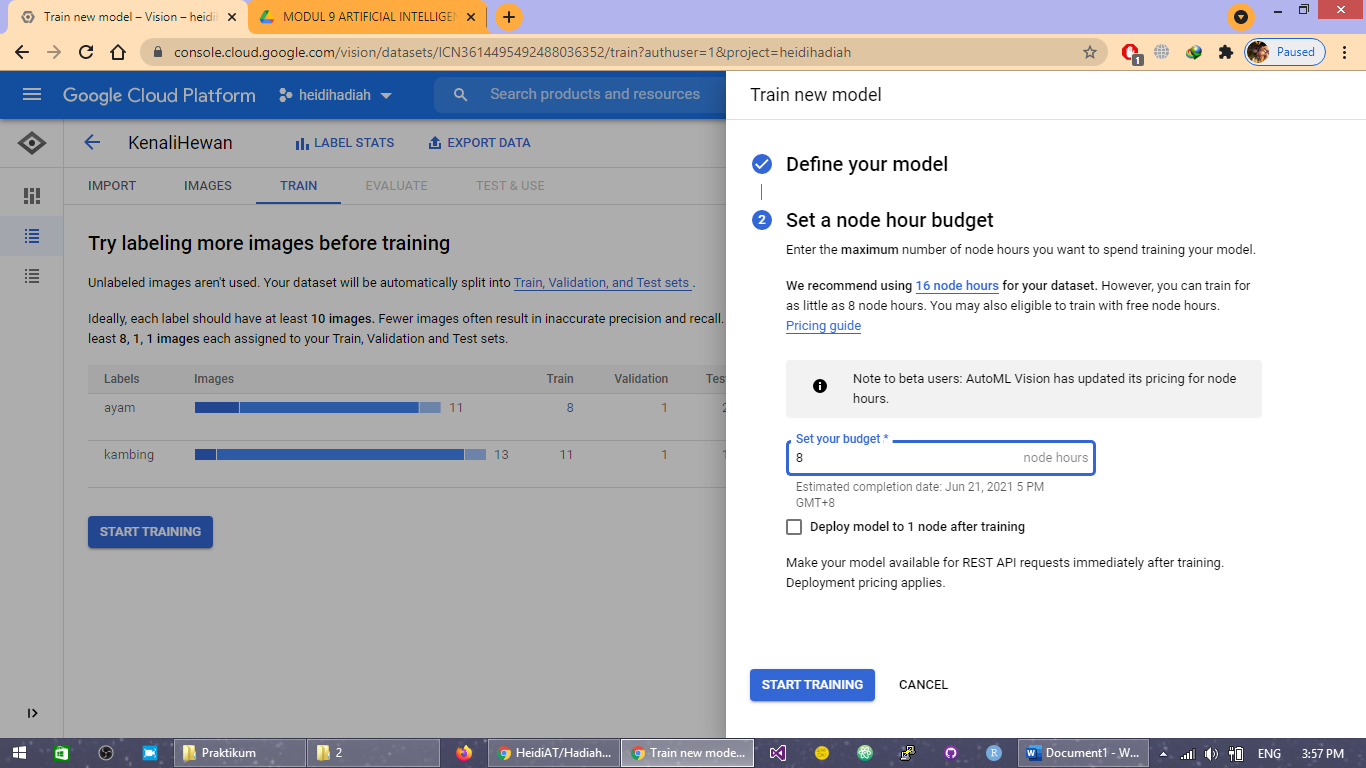 Train new model – Vision – heidi
MODUL 9 ARTIFICIAL INTELLIGEN
console.cloud.google.com/vision/datasets/ICN3614495492488036352/train?authuser=1&project=heidihadiah
1
Paused
Google Cloud Platform
heidihadiah
Search products and resources
KenaliHewan
LABEL STATS
EXPORT DATA
IMPORT
IMAGES
TRAIN
EVALUATE
TEST & USE
Try labeling more images before training
Unlabeled images aren't used. Your dataset will be automatically split into Train, Validation, and Test sets .
Ideally, each label should have at least 10 images. Fewer images often result in inaccurate precision and recall.
least 8, 1, 1 images each assigned to your Train, Validation and Test sets.
Labels Images Train Validation Tes
ayam 11 8 1 2
kambing 13 11 1 1
START TRAINING
Train new model
Define your model
2 Set a node hour budget
Enter the maximum number of node hours you want to spend training your model.
We recommend using 16 node hours for your dataset. However, you can train for
as little as 8 node hours. You may also eligible to train with free node hours.
Pricing guide
Note to beta users: AutoML Vision has updated its pricing for node
hours.
Set your budget *
8 node hours
Estimated completion date: Jun 21, 2021 5 PM
GMT+8
Deploy model to 1 node after training
Make your model available for REST API requests immediately after training.
Deployment pricing applies.
START TRAINING
CANCEL
Praktikum
2
HeidiAT/Hadiah...
Train new mode...
R
Document1 - W...
ENG
3:57 PM